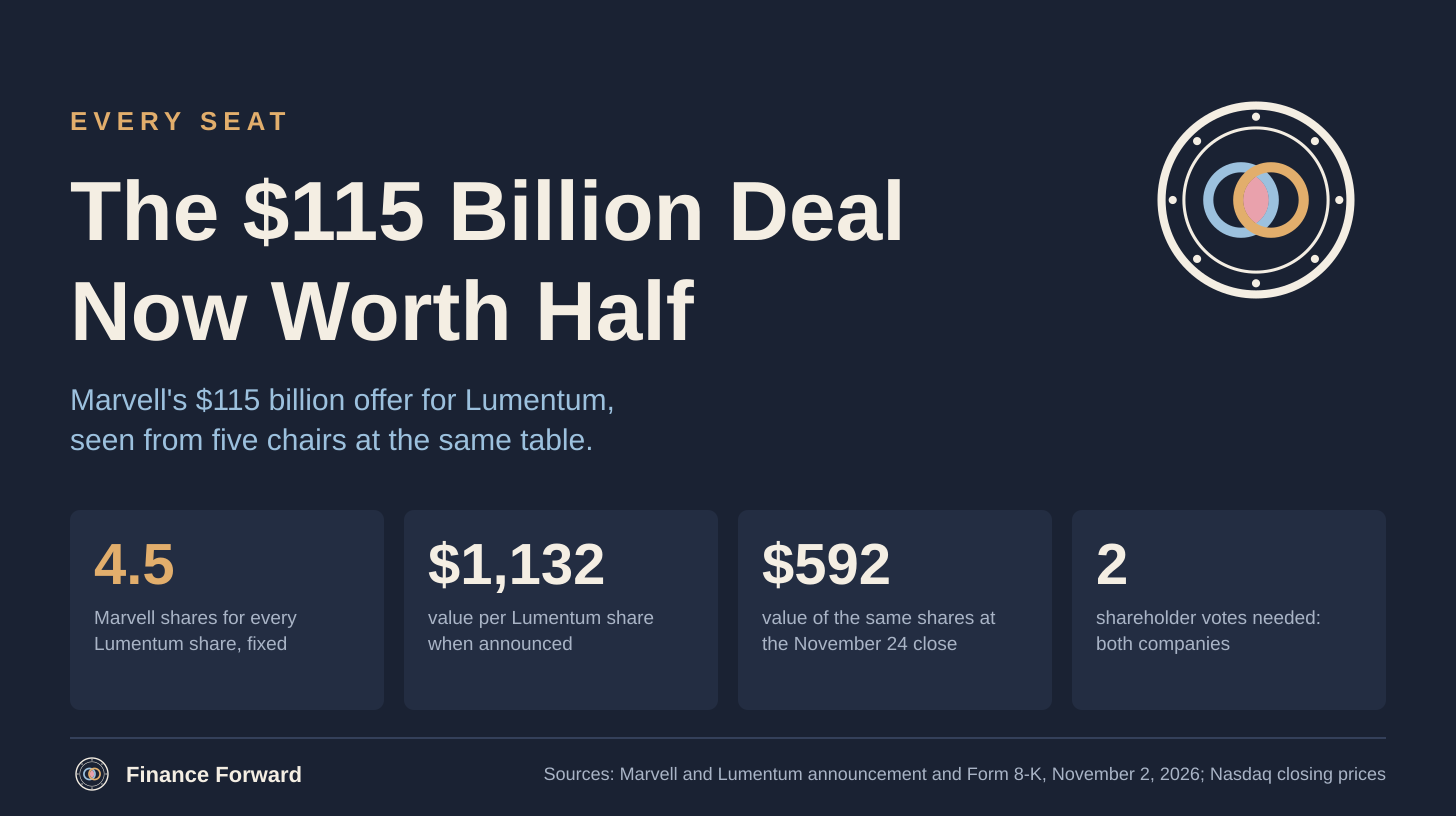 EVERY SEAT
The $115 Billion Deal
Now Worth Half
Marvell's $115 billion offer for Lumentum,
seen from five chairs at the same table.
4.5
Marvell shares for every
Lumentum share, fixed
$1,132
value per Lumentum share
when announced
$592
value of the same shares at
the November 24 close
2
shareholder votes needed:
both companies
Finance Forward
Sources: Marvell and Lumentum announcement and Form 8-K, November 2, 2026; Nasdaq closing prices